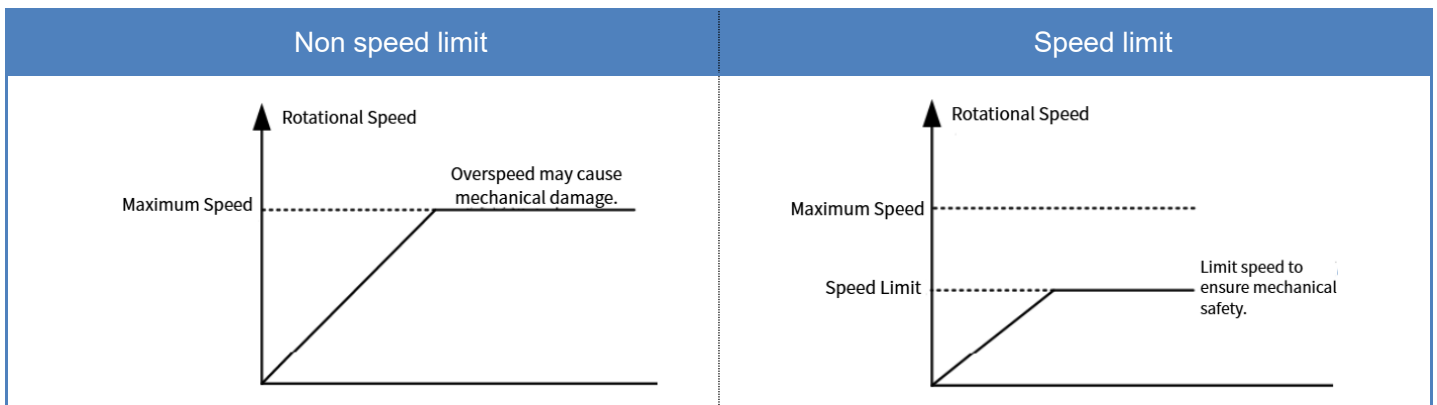 Non speed limit
Speed limit
Rotational Speed
Overspeed may cause
mechanical damage.
Maximum Speed
Rotational Speed
Maximum Speed
Speed Limit
Limit speed to
ensure mechanical
safety.